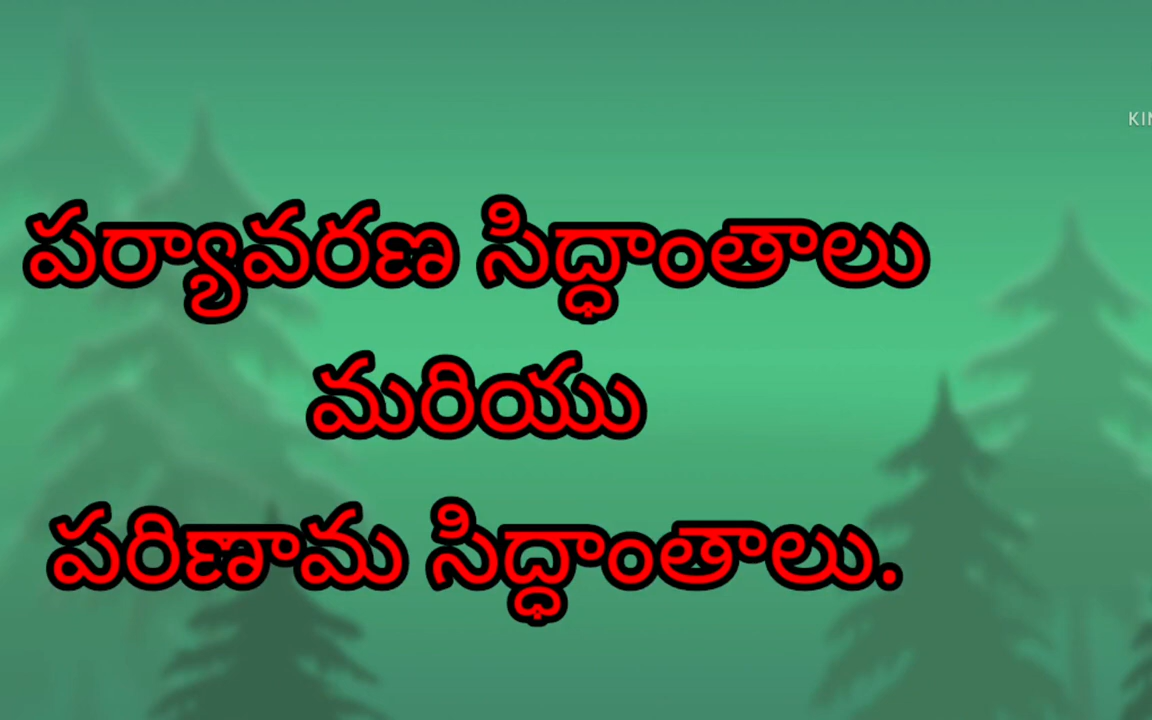 పర్యావరణ సిద్ధాంతాలు
మరియు
పరిణామ సిద్ధాంతాలు.